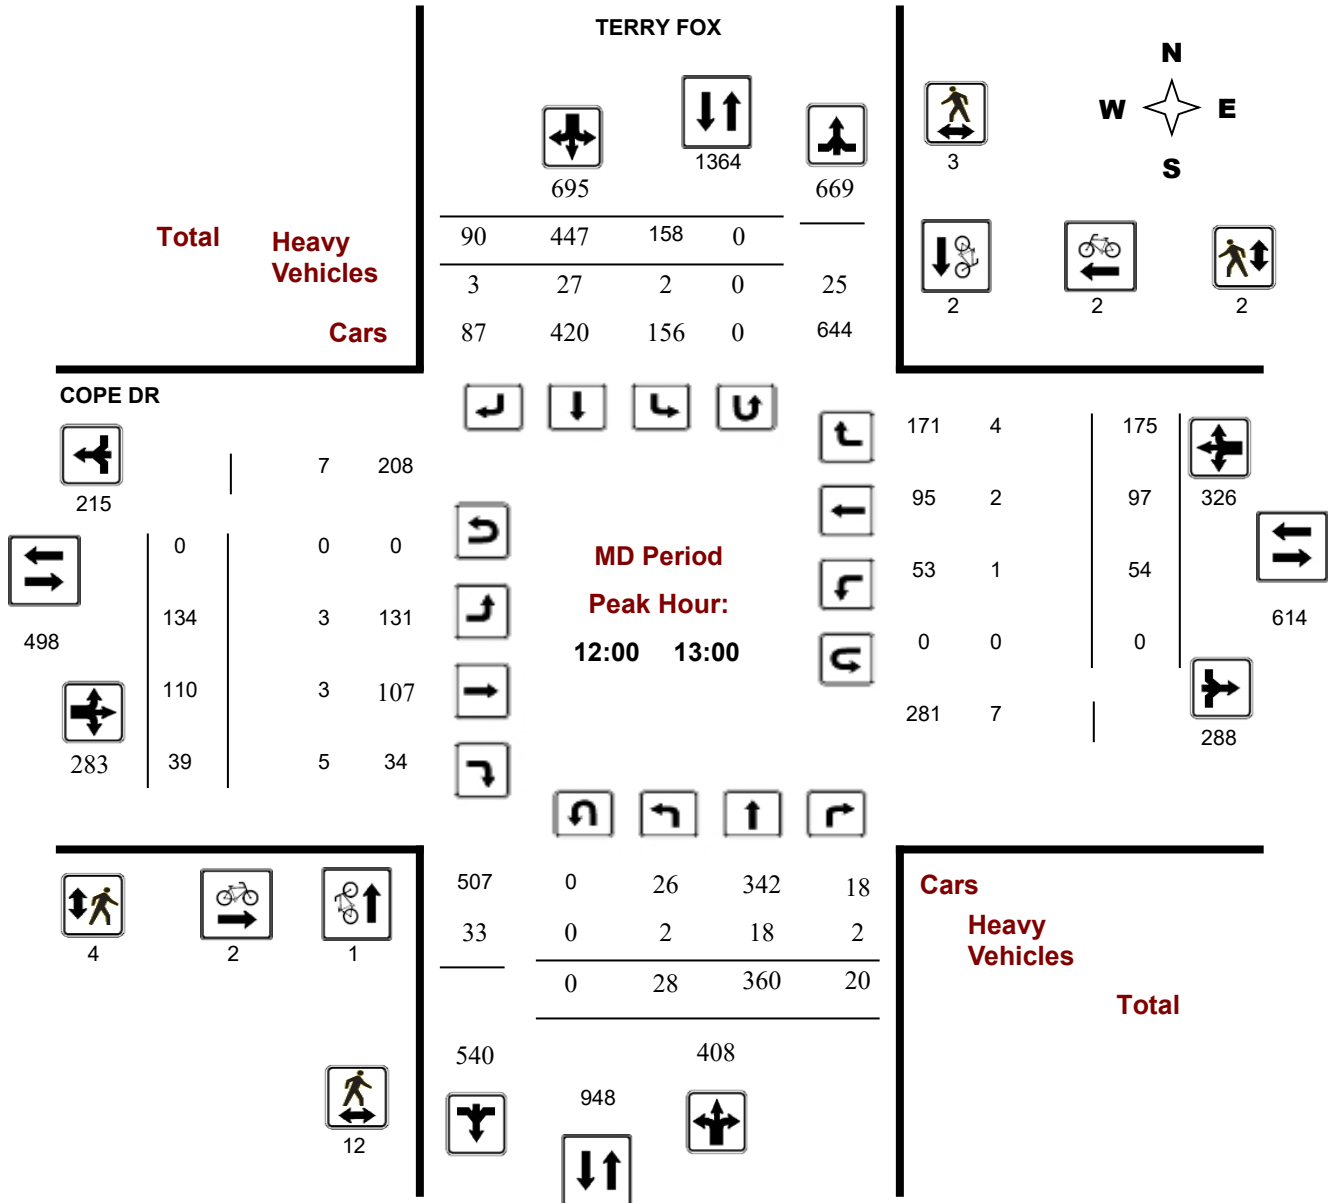 TERRY FOX
N
W E
S
1364
3
695
669
Total
Heavy
Vehicles
Cars
90 447 158 0
3 27 2 0 25
87 420 156 0 644
2 2 2
COPE DR
215
7 208
0 0 0
134 3 131
498
110 3 107
283
39 5 34
MD Period
Peak Hour:
12:00 13:00
171 4 175
326
95 2 97
53 1 54
614
0 0 0
281 7
288
4 2 1
12
507 0 26 342 18
33 0 2 18 2
0 28 360 20
540 408
948
Cars
Heavy
Vehicles
Total